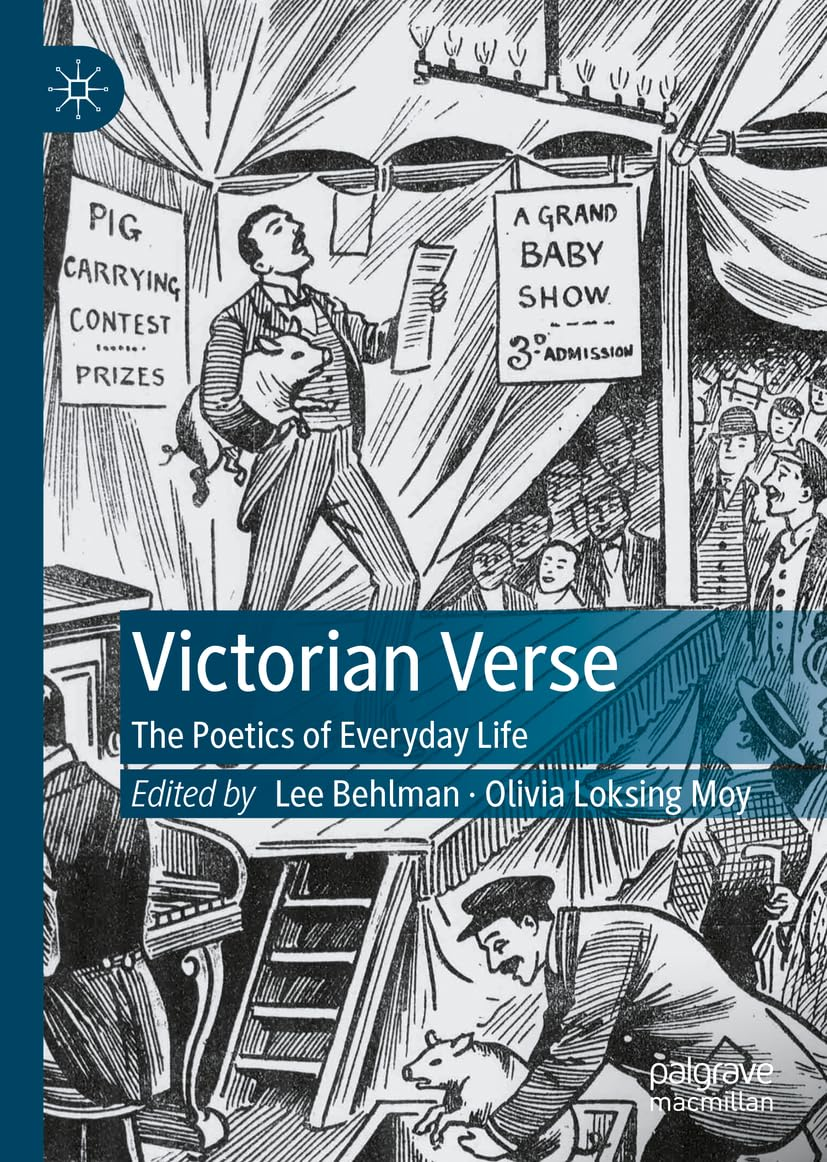 PIG
CARRYING
CONTEST
PRIZES
A GRAND
BABY
SHOW.
3D. ADMISSION
Victorian Verse
The Poetics of Everyday Life
Edited by Lee Behlman · Olivia Loksing Moy
palgrave
macmillan